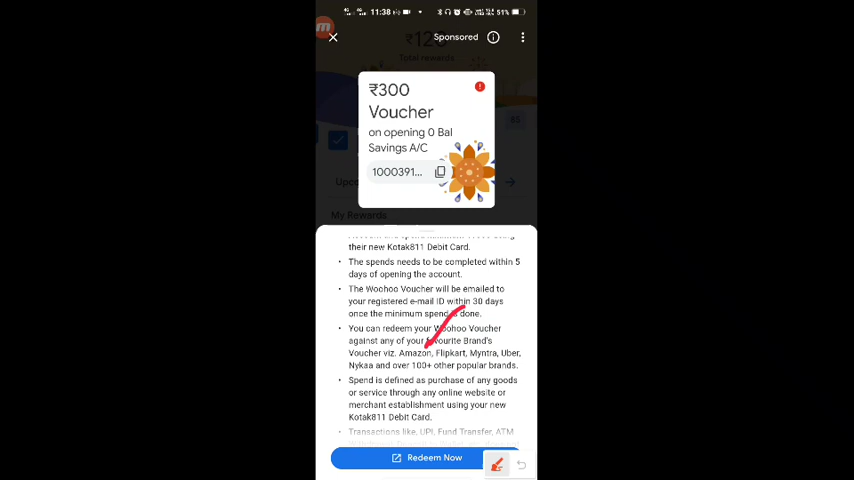 11:38
51%
₹120
Sponsored
Total rewards
₹300
Voucher
on opening 0 Bal
Savings A/C
1000391...
My Rewards
their new Kotak811 Debit Card.
• The spends needs to be completed within 5
days of opening the account.
• The Woohoo Voucher will be emailed to
your registered e-mail ID within 30 days
once the minimum spend is done.
• You can redeem your Woohoo Voucher
against any of your favourite Brand's
Voucher viz. Amazon, Flipkart, Myntra, Uber,
Nykaa and over 100+ other popular brands.
• Spend is defined as purchase of any goods
or service through any online website or
merchant establishment using your new
Kotak811 Debit Card.
• Transactions like, UPI, Fund Transfer, ATM
Redeem Now